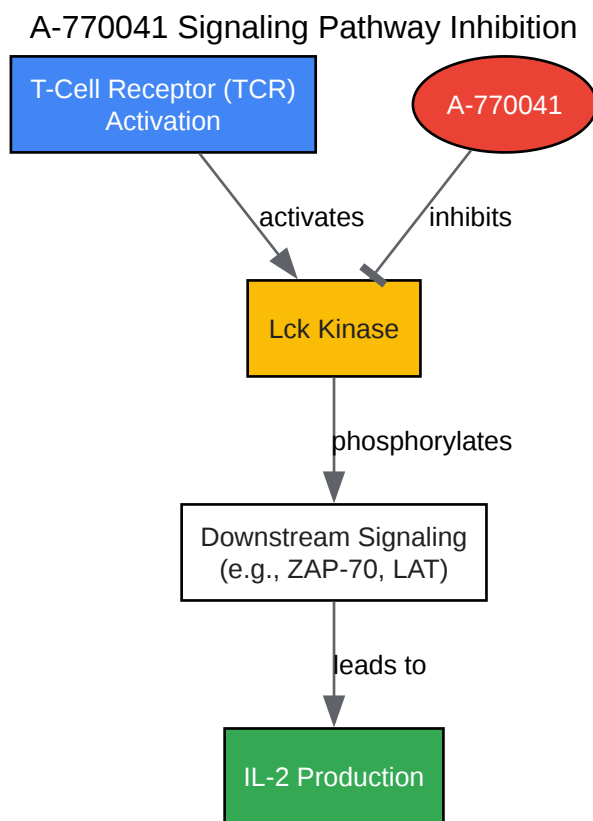 A-770041 Signaling Pathway Inhibition
T-Cell Receptor (TCR)
Activation
A-770041
activates
inhibits
Lck Kinase
phosphorylates
Downstream Signaling
(e.g., ZAP-70, LAT)
leads to
IL-2 Production